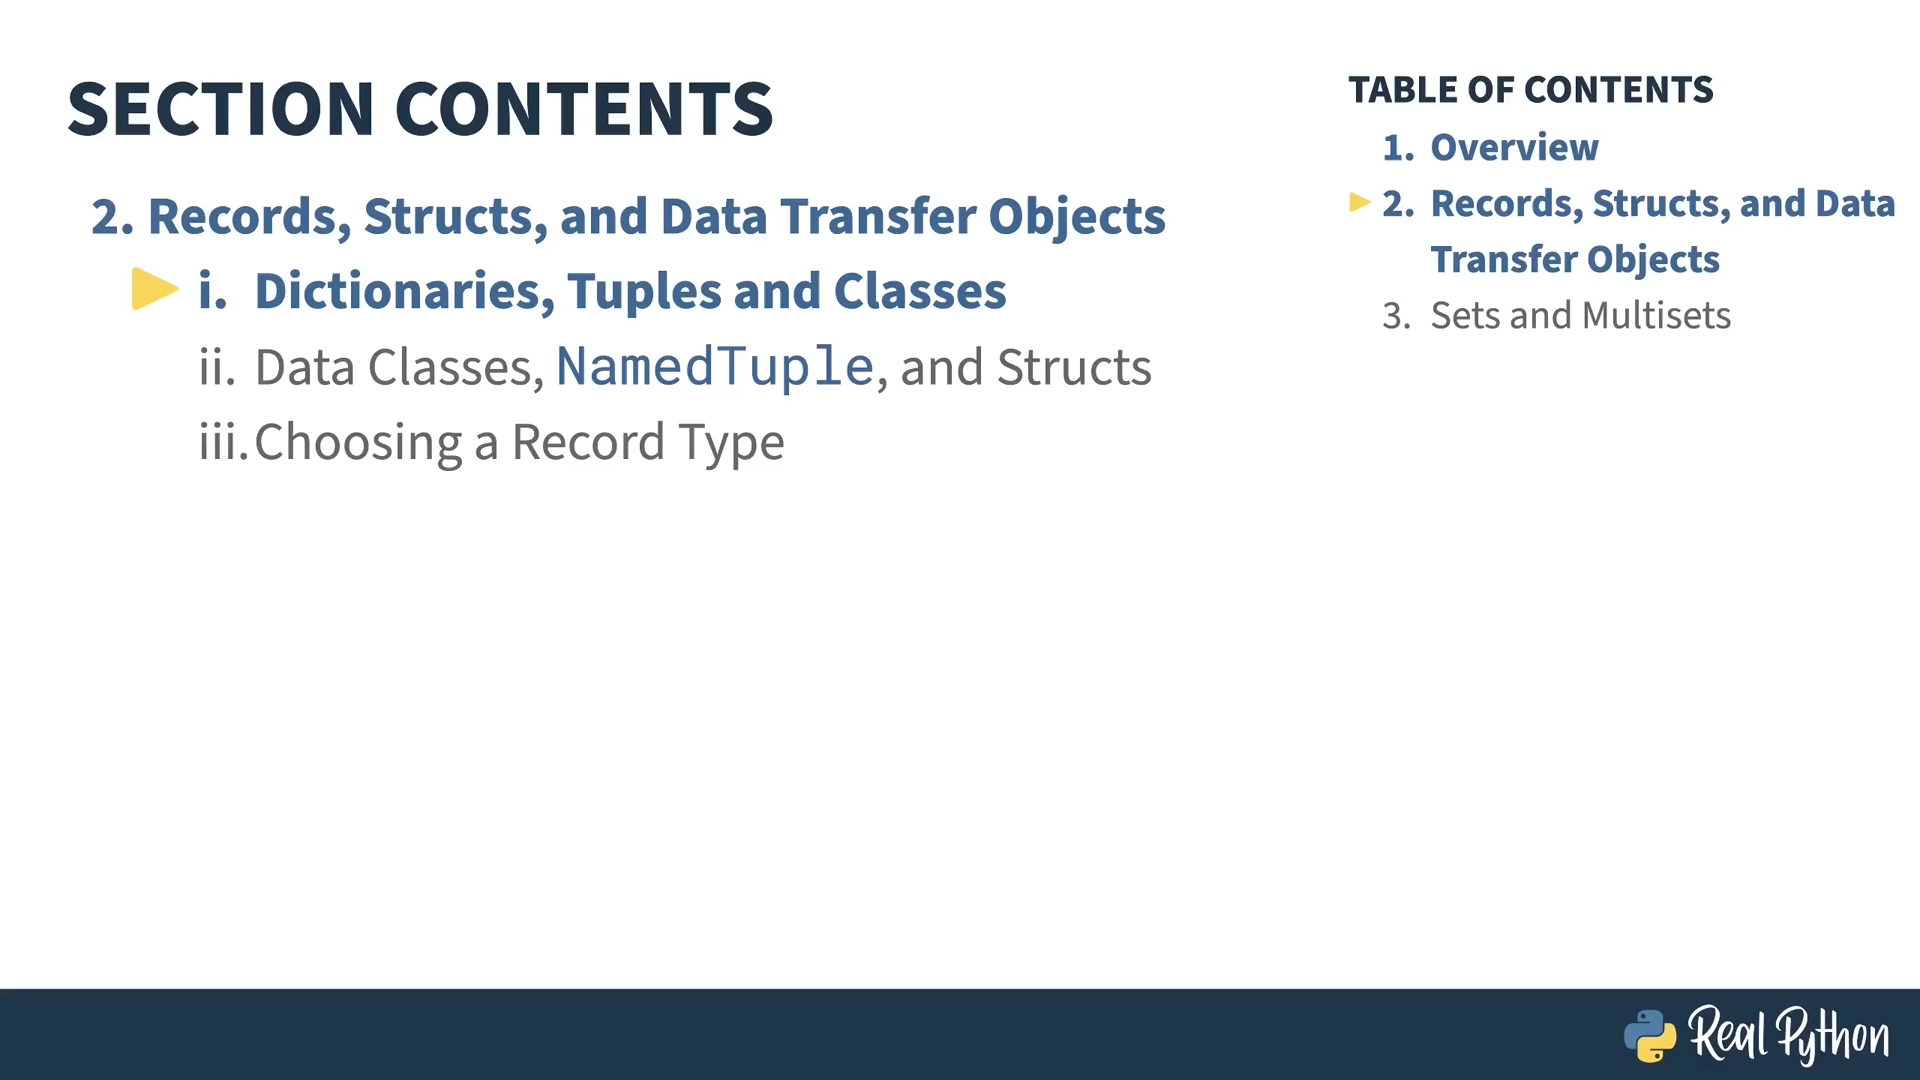 SECTION CONTENTS
2. Records, Structs, and Data Transfer Objects
i. Dictionaries, Tuples and Classes
ii. Data Classes, NamedTuple, and Structs
iii. Choosing a Record Type
TABLE OF CONTENTS
1. Overview
2. Records, Structs, and Data
Transfer Objects
3. Sets and Multisets
Real Python